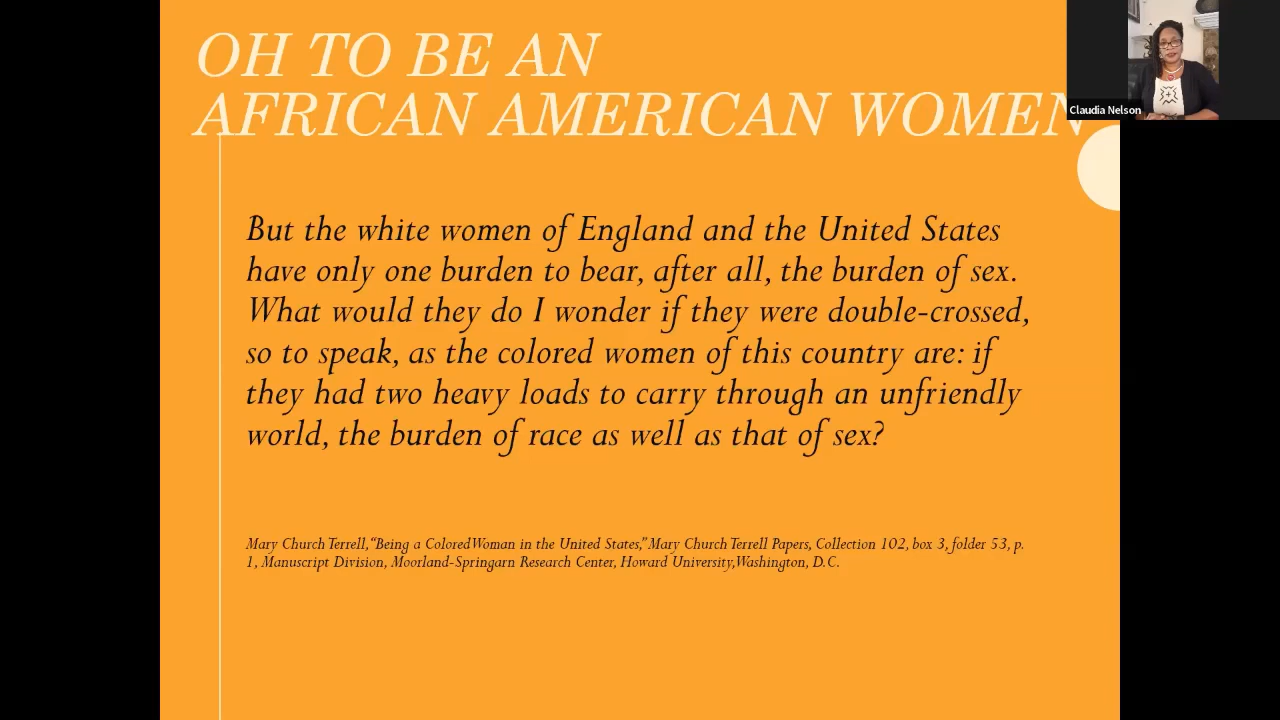 OH TO BE AN
AFRICAN AMERICAN WOMEN
Claudia Nelson
But the white women of England and the United States
have only one burden to bear, after all, the burden of sex.
What would they do I wonder if they were double-crossed,
so to speak, as the colored women of this country are: if
they had two heavy loads to carry through an unfriendly
world, the burden of race as well as that of sex?
Mary Church Terrell, “Being a Colored Woman in the United States,” Mary Church Terrell Papers, Collection 102, box 3, folder 53, p.
1, Manuscript Division, Moorland-Springarn Research Center, Howard University, Washington, D.C.